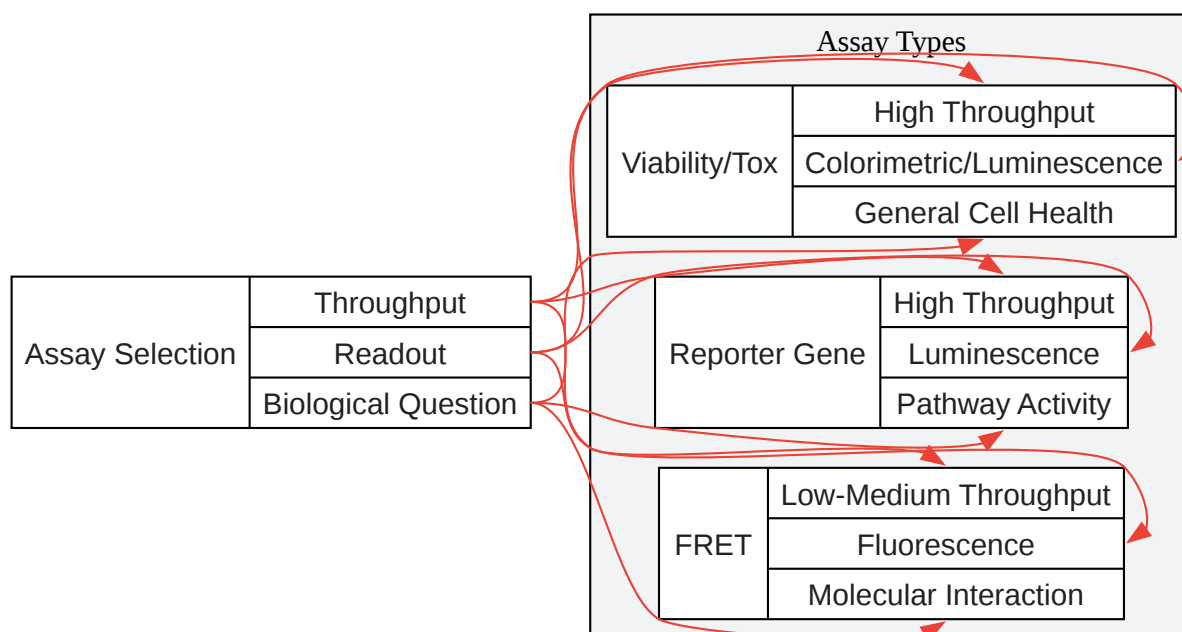 Assay Types
Assay Selection
Throughput
Readout
Biological Question
Viability/Tox
High Throughput
Colorimetric/Luminescence
General Cell Health
Reporter Gene
High Throughput
Luminescence
Pathway Activity
FRET
Low-Medium Throughput
Fluorescence
Molecular Interaction